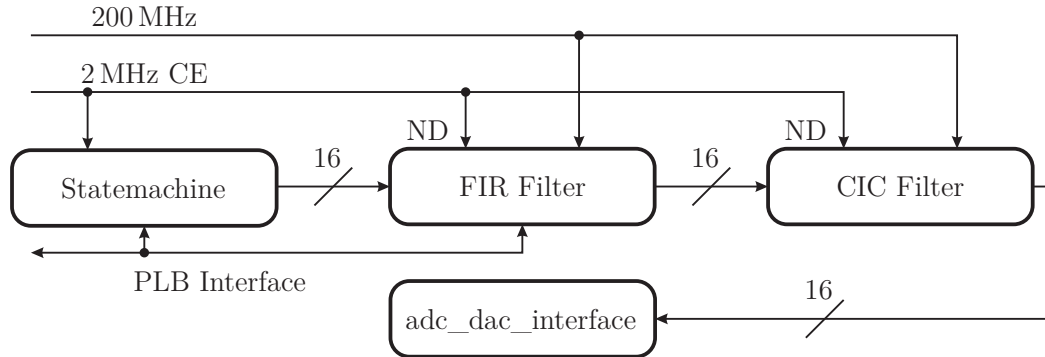 200 MHz
2 MHz CE
ND
ND
16
16
Statemachine
FIR Filter
CIC Filter
PLB Interface
16
adc_dac_interface